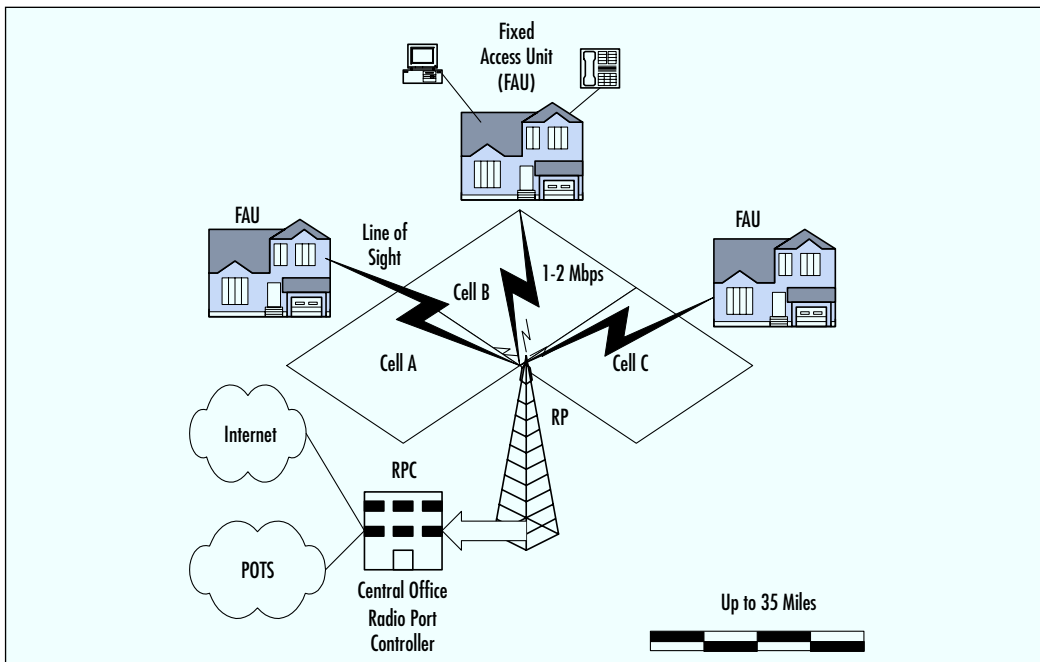 Fixed
Access Unit
(FAU)
FAU
Line of
Sight
FAU
1-2 Mbps
Cell B
Cell A
Cell C
RP
Internet
RPC
POTS
Central Office
Radio Port
Controller
Up to 35 Miles